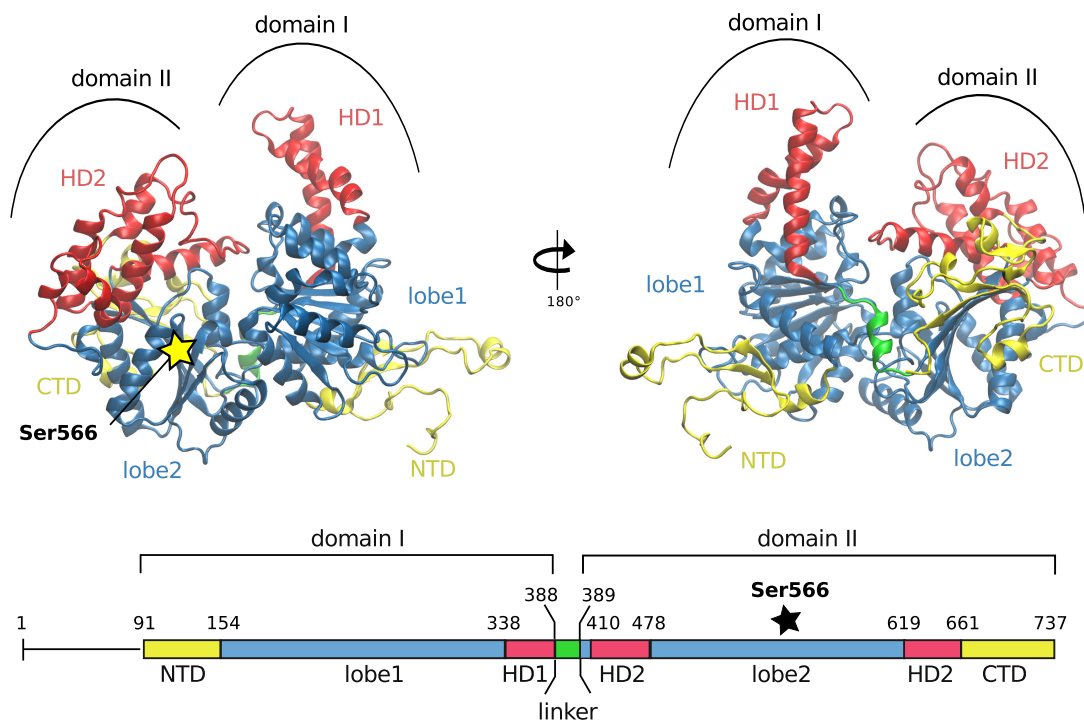 domain I
domain II
HD1
HD2
lobe1
CTD
Ser566
lobe2
NTD
180°
domain I
domain II
HD1
HD2
lobe1
CTD
NTD
lobe2
domain I
domain II
Ser566
388 389
1 91 154 338 410 478 619 661 737
NTD lobe1 HD1 HD2 lobe2 HD2 CTD
linker